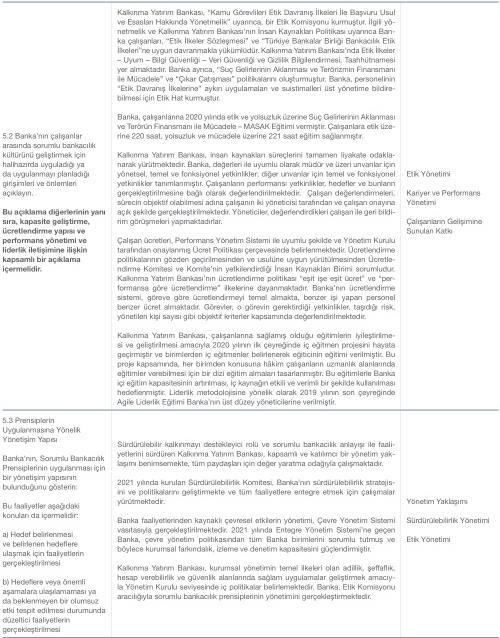 Kalkınma Yatırım Bankası, “Kamu Görevlileri Etik Davranış İlkeleri İle Başvuru Usul
ve Esasları Hakkında Yönetmelik” uyarınca, bir Etik Komisyonu kurmuştur. İlgili yö-
netmelik ve Kalkınma Yatırım Bankası’nın İnsan Kaynakları Politikası uyarınca Ban-
ka çalışanları, “Etik İlkeler Sözleşmesi” ve “Türkiye Bankalar Birliği Bankacılık Etik
İlkeleri”ne uygun davranmakla yükümlüdür. Kalkınma Yatırım Bankası’nda Etik İlkeler
– Uyum – Bilgi Güvenliği – Veri Güvenliği ve Gizlilik Bilgilendirmesi, Taahhütnamesi
yer almaktadır. Banka ayrıca, “Suç Gelirlerinin Aklanması ve Terörizmin Finansmanı
ile Mücadele” ve “Çıkar Çatışması” politikalarını oluşturmuştur. Banka, personelinin
“Etik Davranış İlkelerine” aykırı uygulamaları ve suistimalleri üst yönetime bildire-
bilmesi için Etik Hat kurmuştur.
Banka, çalışanlarına 2020 yılında etik ve yolsuzluk üzerine Suç Gelirlerinin Aklanması
ve Terörün Finansmanı ile Mücadele – MASAK Eğitimi vermiştir. Çalışanlara etik üze-
rine 220 saat, yolsuzluk ve mücadele üzerine 221 saat eğitim sağlanmıştır.
5.2 Banka’nın çalışanlar
arasında sorumlu bankacılık
kültürünü geliştirmek için
halihazırda uyguladığı ya
da uygulamayı planladığı
girişimleri ve önlemleri
açıklayın.
Bu açıklama diğerlerinin yanı
sıra, kapasite geliştirme,
ücretlendirme yapısı ve
performans yönetimi ve
liderlik iletişimine ilişkin
kapsamlı bir açıklama
içermelidir.
Kalkınma Yatırım Bankası, insan kaynakları süreçlerini tamamen liyakate odakla-
narak yürütmektedir. Banka, değerleri ile uyumlu olarak müdür ve üzeri unvanlar için
yönetsel, temel ve fonksiyonel yetkinlikler; diğer unvanlar için temel ve fonksiyonel
yetkinlikler tanımlanmıştır. Çalışanların performansı yetkinlikler, hedefler ve bunların
gerçekleştirilmesine bağlı olarak değerlendirilmektedir. Çalışan değerlendirmeleri,
sürecin objektif olabilmesi adına çalışanın iki yöneticisi tarafından ve çalışan onayına
açık şekilde gerçekleştirilmektedir. Yöneticiler, değerlendirdikleri çalışan ile geri bildi-
rim görüşmeleri yapmaktadırlar.
Çalışan ücretleri, Performans Yönetim Sistemi ile uyumlu şekilde ve Yönetim Kurulu
tarafından onaylanmış Ücret Politikası çerçevesinde belirlenmektedir. Ücretlendirme
politikalarının gözden geçirilmesinden ve usulüne uygun yürütülmesinden Ücretle-
ndirme Komitesi ve Komite’nin yetkilendirdiği İnsan Kaynakları Birimi sorumludur.
Kalkınma Yatırım Bankası’nın ücretlendirme politikası “eşit işe eşit ücret” ve “per-
formansa göre ücretlendirme” ilkelerine dayanmaktadır. Banka’nın ücretlendirme
sistemi, göreve göre ücretlendirmeyi temel almakta, benzer işi yapan personel
benzer ücret almaktadır. Görevler, o görevin gerektirdiği yetkinlikler, taşıdığı risk,
yönetilen kişi sayısı gibi objektif kriterler kapsamında değerlendirilmektedir.
Kalkınma Yatırım Bankası, çalışanlarına sağlamış olduğu eğitimlerin iyileştirilme-
si ve geliştirilmesi amacıyla 2020 yılının ilk çeyreğinde iç eğitmen projesini hayata
geçirmiştir ve birimlerden iç eğitmenler belirlenerek eğiticinin eğitimi verilmiştir. Bu
proje kapsamında, her birimden konusuna hâkim çalışanların uzmanlık alanlarında
eğitimler verebilmesi için bir dizi eğitim almaları tasarlanmıştır. Bu eğitimlerle Banka
içi eğitim kapasitesinin artırılması, iç kaynağın etkili ve verimli bir şekilde kullanılması
hedeflenmiştir. Liderlik metodolojisine yönelik olarak 2019 yılının son çeyreğinde
Agile Liderlik Eğitimi Banka’nın üst düzey yöneticilerine verilmiştir.
Etik Yönetimi
Kariyer ve Performans
Yönetimi
Çalışanların Gelişimine
Sunulan Katkı
5.3 Prensiplerin
Uygulanmasına Yönelik
Yönetişim Yapısı
Banka’nın, Sorumlu Bankacılık
Prensiplerinin uygulanması için
bir yönetişim yapısının
bulunduğunu gösterin:
Bu faaliyetler aşağıdaki
konuları da içermelidir:
a) Hedef belirlenmesi
ve belirlenen hedeflere
ulaşmak için faaliyetlerin
gerçekleştirilmesi
b) Hedeflere veya önemli
aşamalara ulaşılamaması ya
da beklenmeyen bir olumsuz
etki tespit edilmesi durumunda
düzeltici faaliyetlerin
gerçekleştirilmesi
Sürdürülebilir kalkınmayı destekleyici rolü ve sorumlu bankacılık anlayışı ile faali-
yetlerini sürdüren Kalkınma Yatırım Bankası, kapsamlı ve katılımcı bir yönetim yak-
laşımı benimsemekte, tüm paydaşları için değer yaratma odağıyla çalışmaktadır.
2021 yılında kurulan Sürdürülebilirlik Komitesi, Banka’nın sürdürülebilirlik stratejis-
ini ve politikalarını geliştirmekte ve tüm faaliyetlere entegre etmek için çalışmalar
yürütmektedir.
Banka faaliyetlerinden kaynaklı çevresel etkilerin yönetimi, Çevre Yönetim Sistemi
vasıtasıyla gerçekleştirilmektedir. 2021 yılında Entegre Yönetim Sistemi’ne geçen
Banka, çevre yönetim politikasından tüm Banka birimlerini sorumlu tutmuş ve
böylece kurumsal farkındalık, izleme ve denetim kapasitesini güçlendirmiştir.
Kalkınma Yatırım Bankası, kurumsal yönetimin temel ilkeleri olan adillik, şeffaflık,
hesap verebilirlik ve güvenlik alanlarında sağlam uygulamalar geliştirmek amacıy-
la Yönetim Kurulu seviyesinde iç politikalar belirlemektedir. Banka, Etik Komisyonu
aracılığıyla sorumlu bankacılık prensiplerinin yönetimini gerçekleştirmektedir.
Yönetim Yaklaşımı
Sürdürülebilirlik Yönetimi
Etik Yönetimi